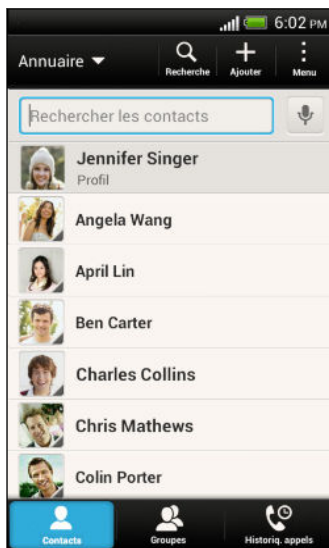 6:02 PM
Annuaire
Recherche Ajouter Menu
Rechercher les contacts
Jennifer Singer
Profil
Angela Wang
April Lin
Ben Carter
Charles Collins
Chris Mathews
Colin Porter
Contacts Groupes Historiq. appels